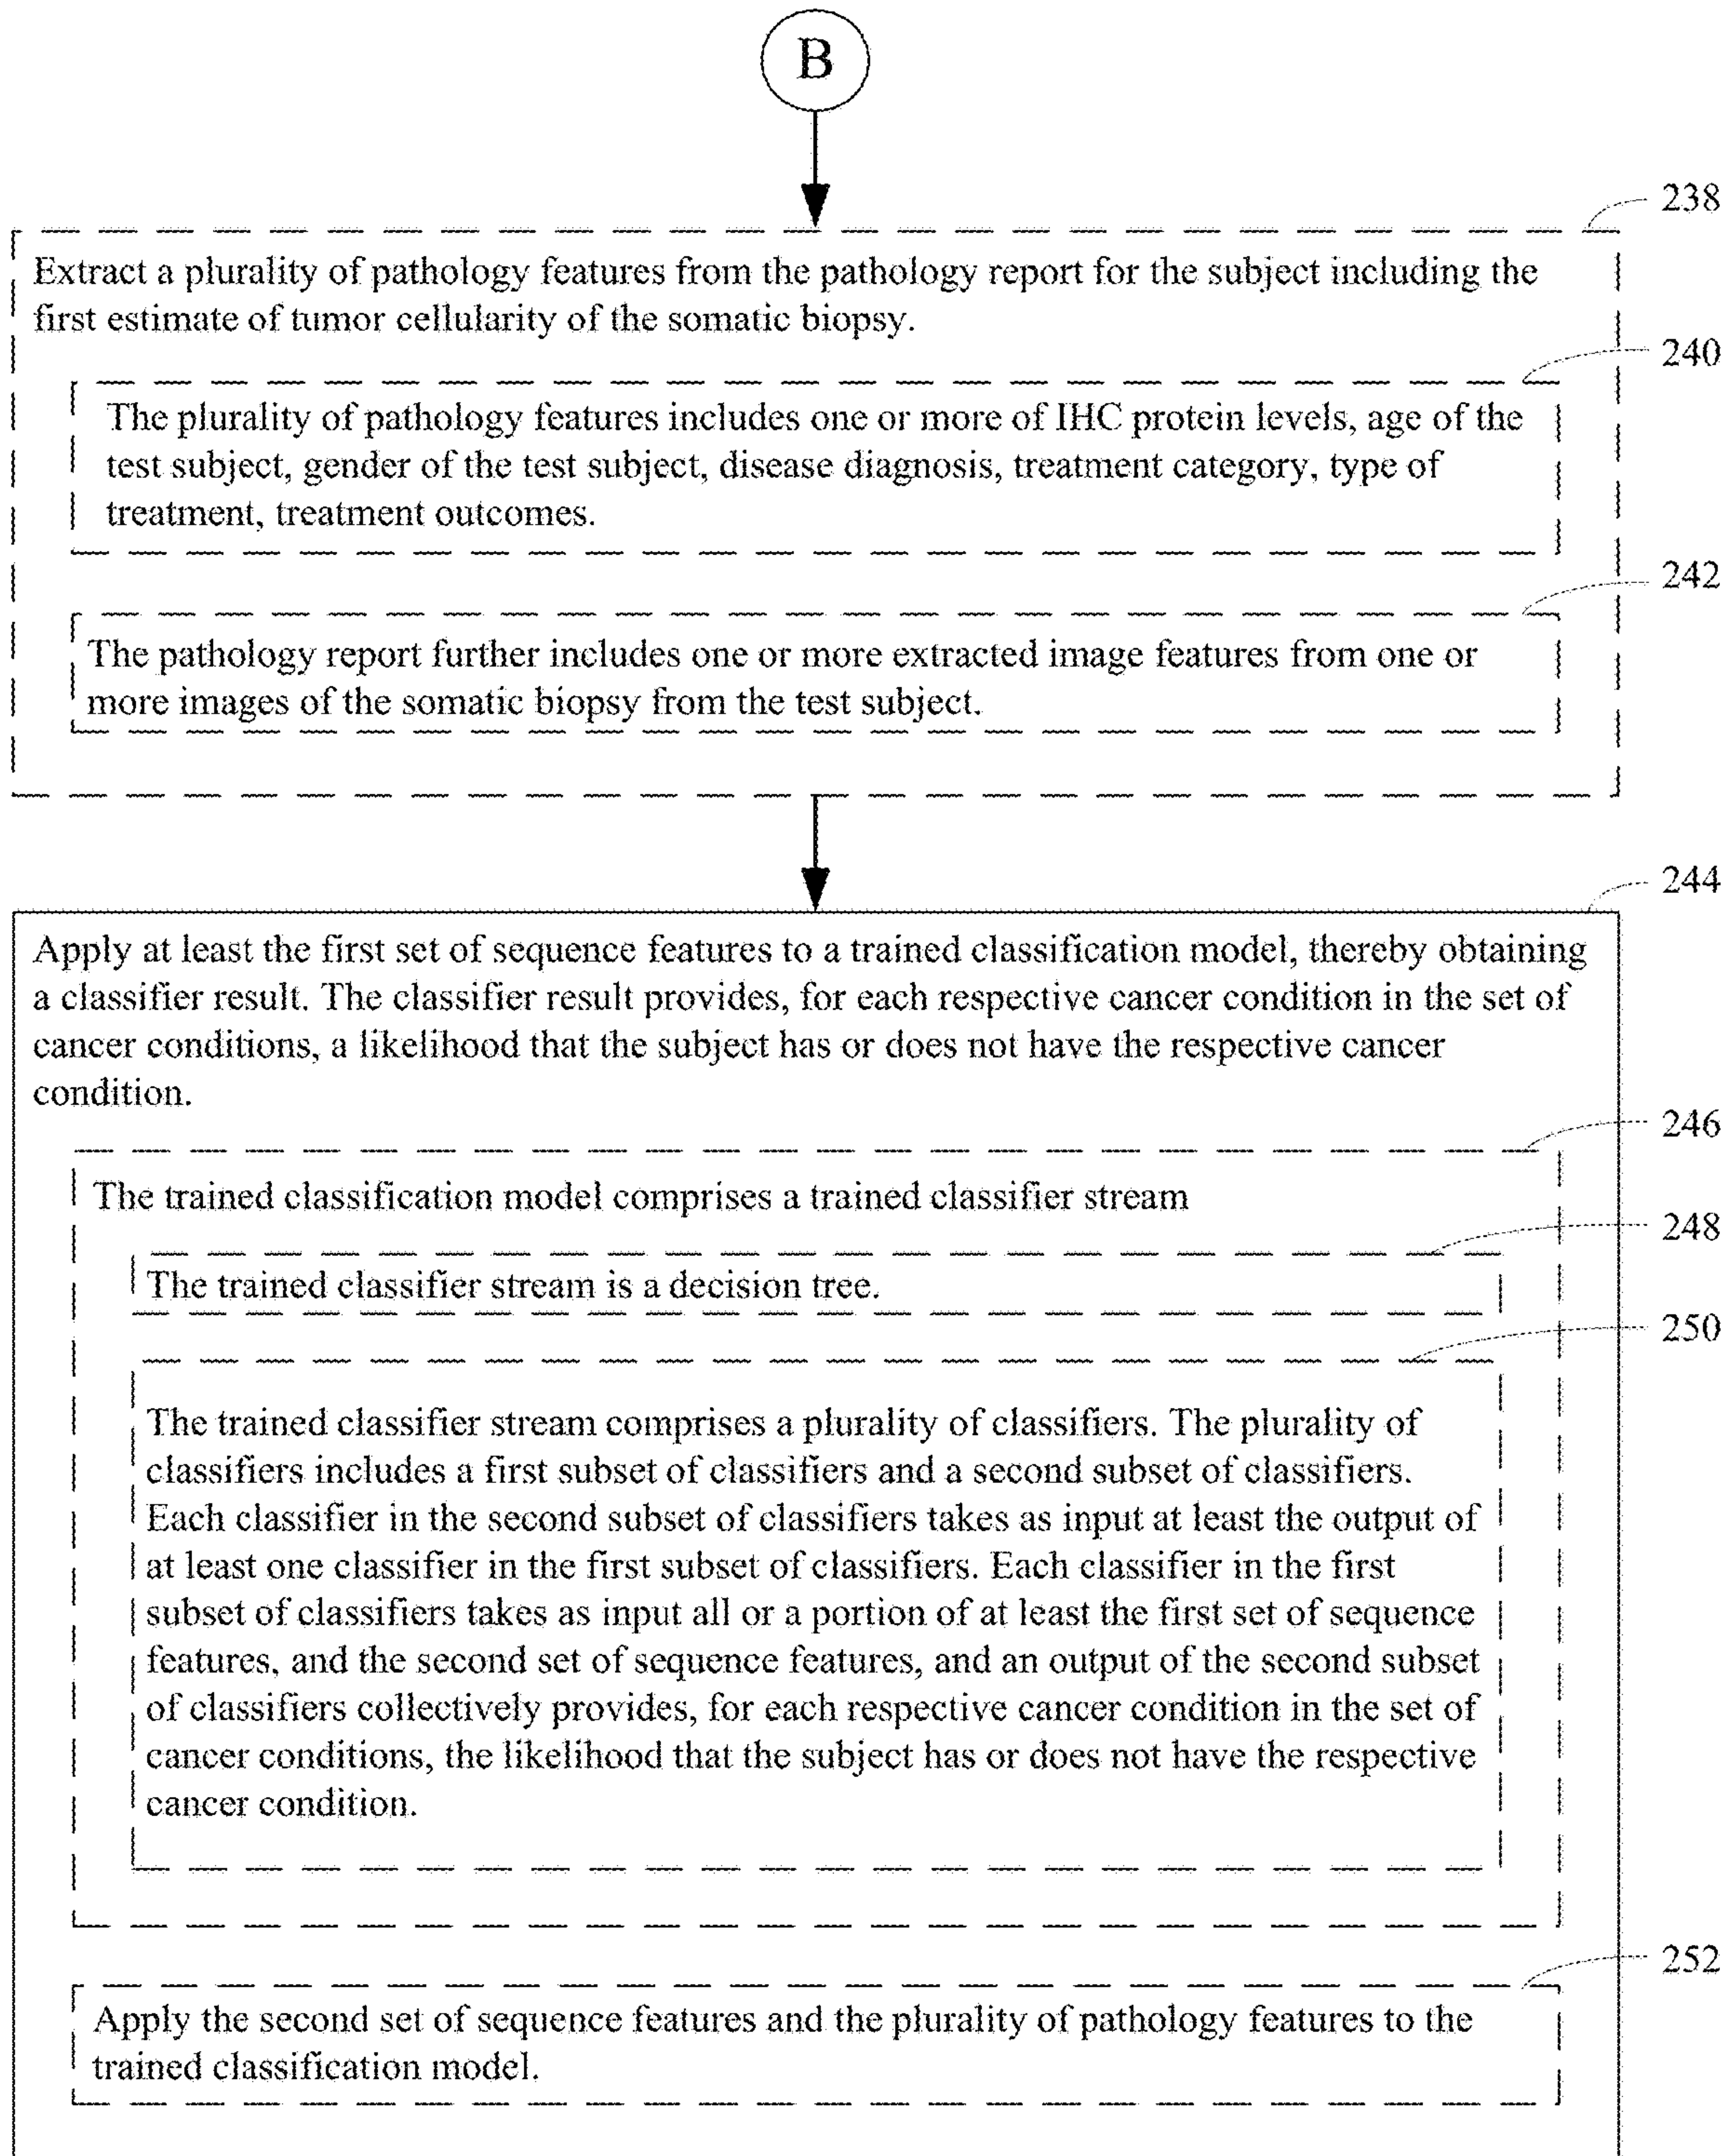 B
238
Extract a plurality of pathology features from the pathology report for the subject including the
first estimate of tumor cellularity of the somatic biopsy.
240
The plurality of pathology features includes one or more of IHC protein levels, age of the
test subject, gender of the test subject, disease diagnosis, treatment category, type of
treatment, treatment outcomes.
242
The pathology report further includes one or more extracted image features from one or
more images of the somatic biopsy from the test subject.
244
Apply at least the first set of sequence features to a trained classification model, thereby obtaining
a classifier result. The classifier result provides, for each respective cancer condition in the set of
cancer conditions, a likelihood that the subject has or does not have the respective cancer
condition.
246
The trained classification model comprises a trained classifier stream
248
The trained classifier stream is a decision tree.
250
The trained classifier stream comprises a plurality of classifiers. The plurality of
classifiers includes a first subset of classifiers and a second subset of classifiers.
Each classifier in the second subset of classifiers takes as input at least the output of
at least one classifier in the first subset of classifiers. Each classifier in the first
subset of classifiers takes as input all or a portion of at least the first set of sequence
features, and the second set of sequence features, and an output of the second subset
of classifiers collectively provides, for each respective cancer condition in the set of
cancer conditions, the likelihood that the subject has or does not have the respective
cancer condition.
252
Apply the second set of sequence features and the plurality of pathology features to the
trained classification model.